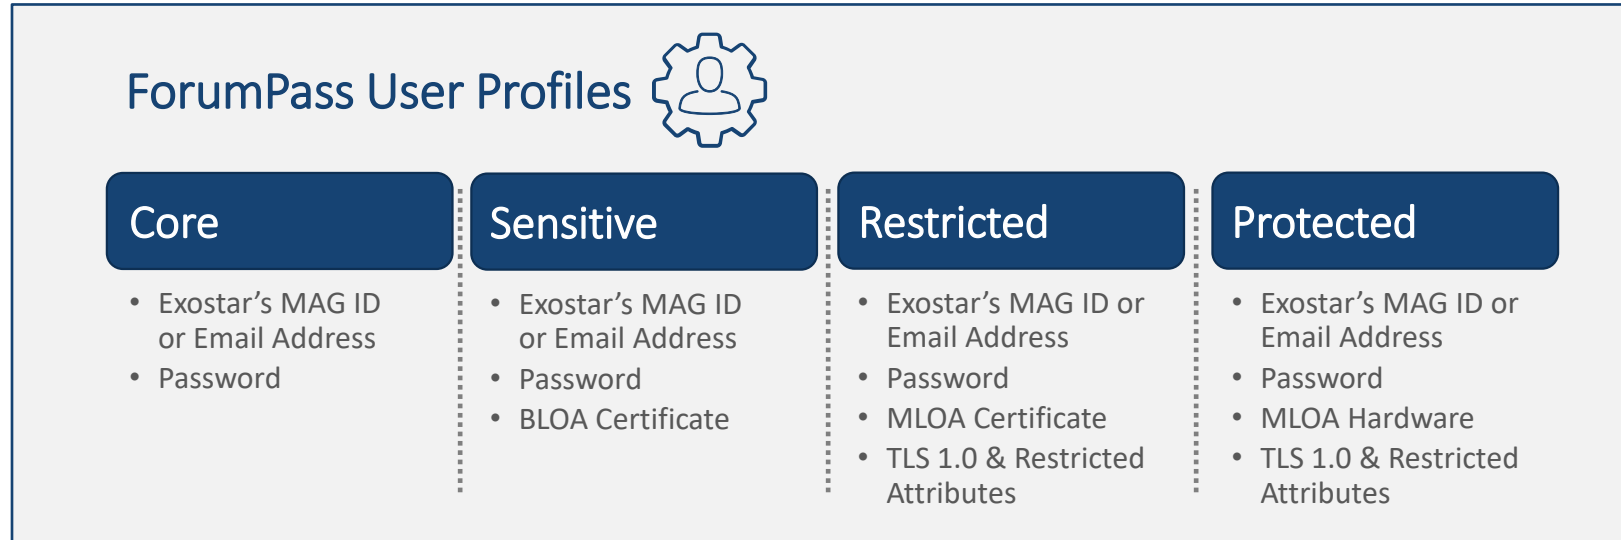 ForumPass User Profiles
Core
• Exostar’s MAG ID
or Email Address
• Password
Sensitive
• Exostar’s MAG ID
or Email Address
• Password
• BLOA Certificate
Restricted
• Exostar’s MAG ID or
Email Address
• Password
• MLOA Certificate
• TLS 1.0 & Restricted
Attributes
Protected
• Exostar’s MAG ID or
Email Address
• Password
• MLOA Hardware
• TLS 1.0 & Restricted
Attributes